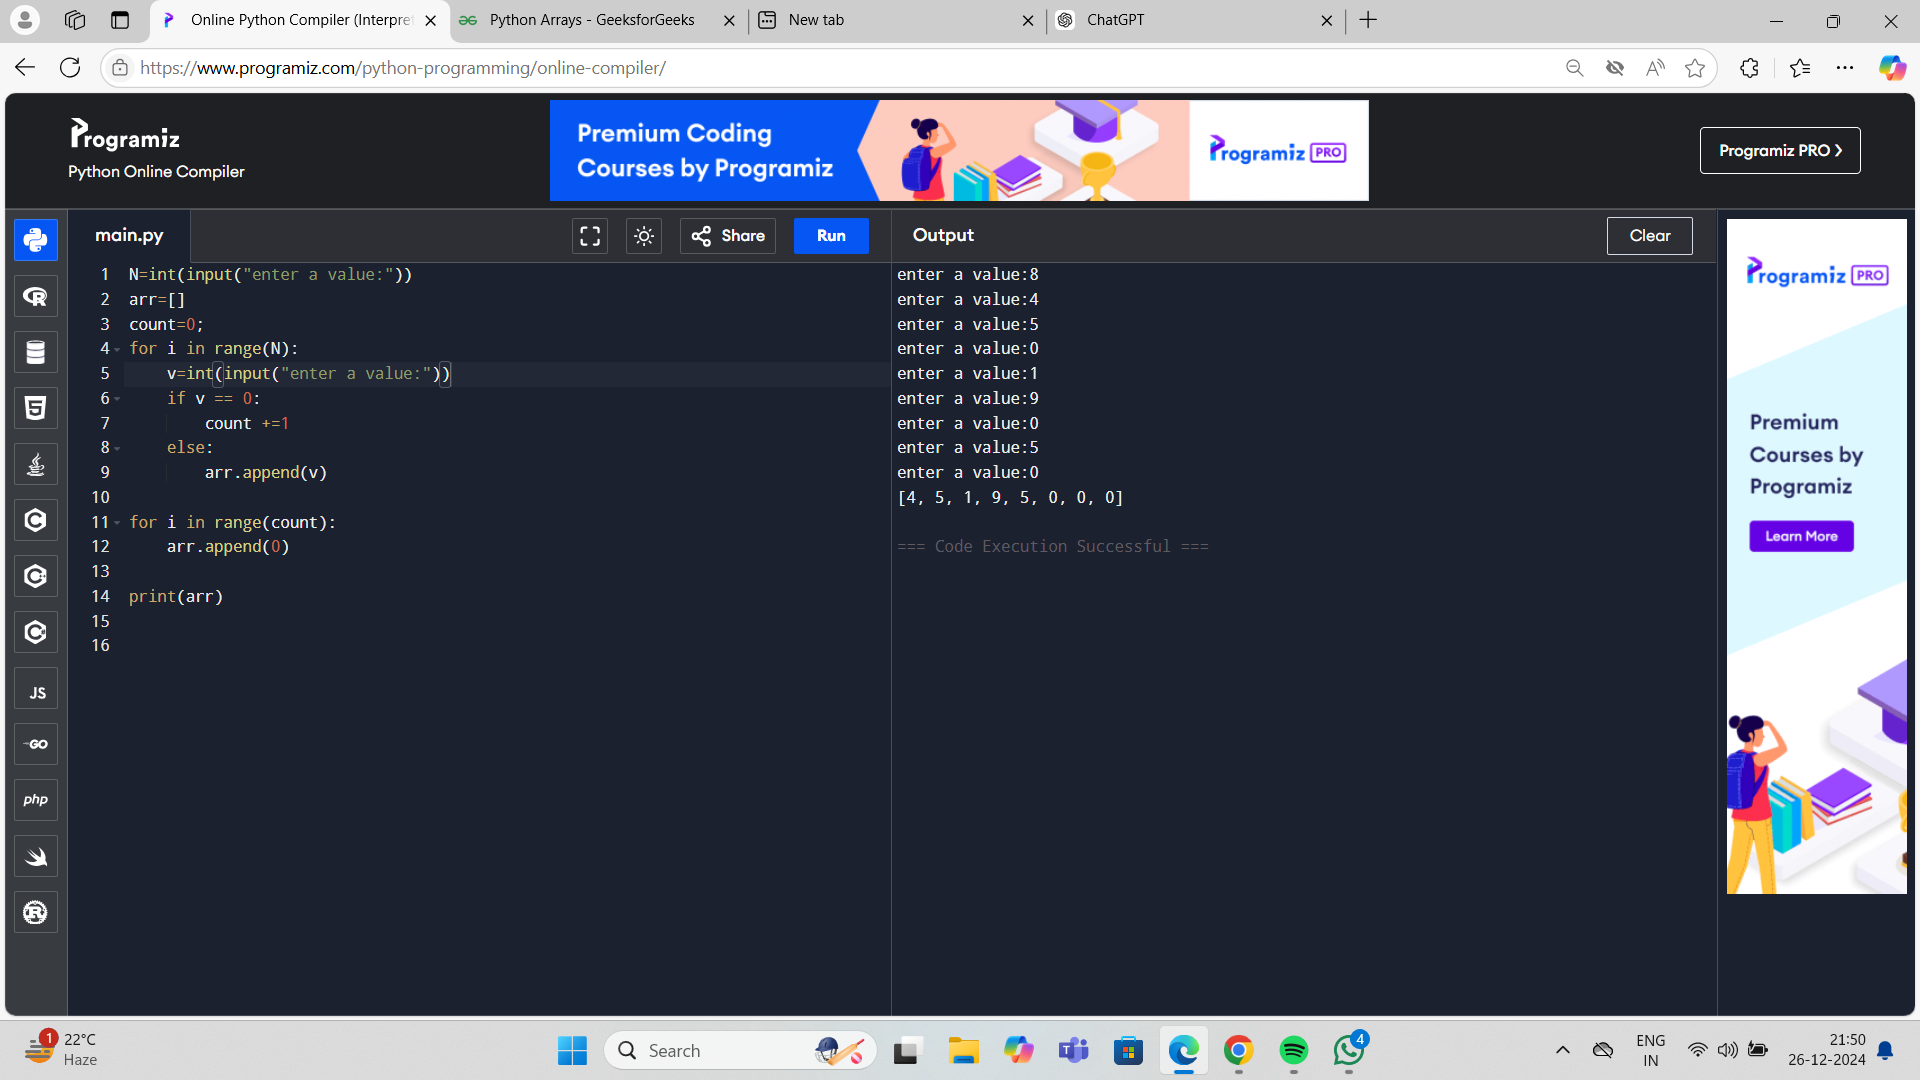 Online Python Compiler (Interpret
Python Arrays - GeeksforGeeks
New tab
ChatGPT
https://www.programiz.com/python-programming/online-compiler/
Programiz
Python Online Compiler
Premium Coding
Courses by Programiz
Programiz PRO
Programiz PRO
main.py
Share
Run
Output
Clear
1 N=int(input("enter a value:"))
2 arr=[]
3 count=0;
4 for i in range(N):
5 v=int(input("enter a value:"))
6 if v == 0:
7 count +=1
8 else:
9 arr.append(v)
10
11 for i in range(count):
12 arr.append(0)
13
14 print(arr)
15
16
enter a value:8
enter a value:4
enter a value:5
enter a value:0
enter a value:1
enter a value:9
enter a value:0
enter a value:5
enter a value:0
[4, 5, 1, 9, 5, 0, 0, 0]
=== Code Execution Successful ===
Programiz PRO
Premium
Courses by
Programiz
Learn More
R
5
C
C
C
JS
GO
php
R
1
22°C
Haze
Search
4
ENG
IN
21:50
26-12-2024